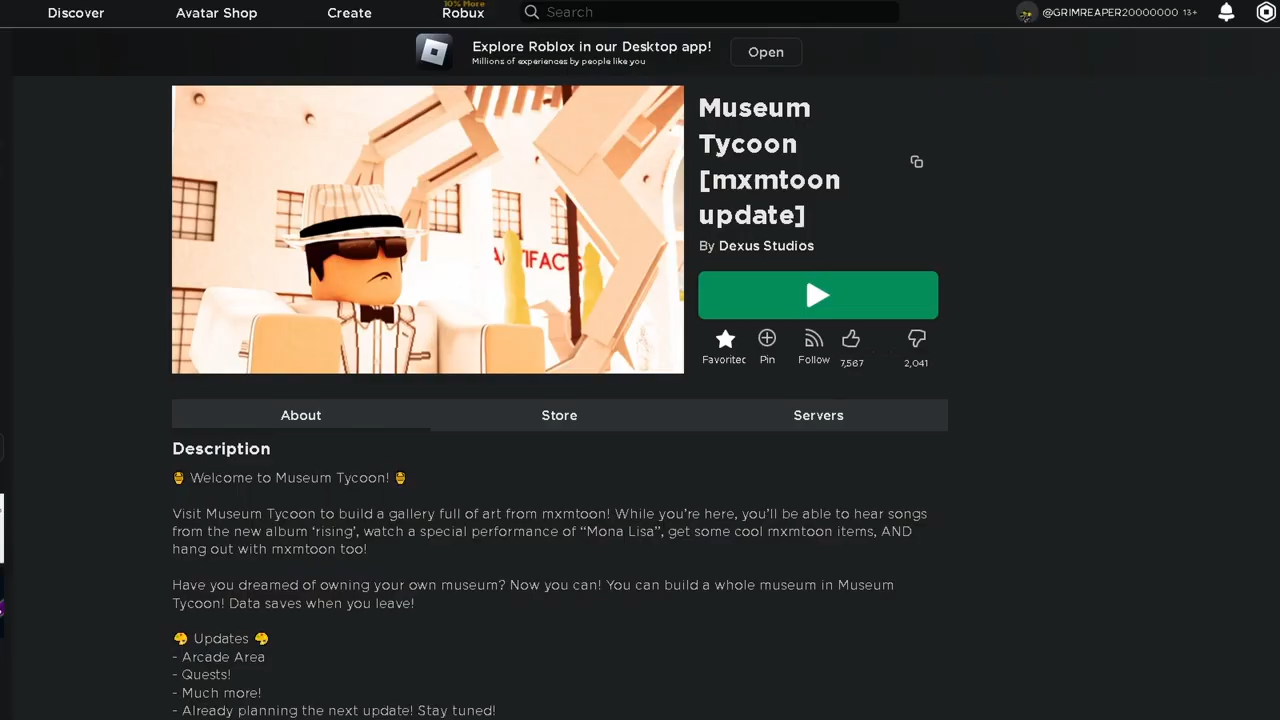 Discover Avatar Shop Create 10% More Robux Search @GRIMREAPER20000000 13+
Explore Roblox in our Desktop app! Open
Millions of experiences by people like you
ARTIFACTS
Museum
Tycoon
[mxmtoon
update]
By Dexus Studios
Favorited Pin Follow 7,567 2,041
About Store Servers
Description
Welcome to Museum Tycoon!
Visit Museum Tycoon to build a gallery full of art from mxmtoon! While you're here, you'll be able to hear songs
from the new album ‘rising’, watch a special performance of “Mona Lisa”, get some cool mxmtoon items, AND
hang out with mxmtoon too!
Have you dreamed of owning your own museum? Now you can! You can build a whole museum in Museum
Tycoon! Data saves when you leave!
Updates
- Arcade Area
- Quests!
- Much more!
- Already planning the next update! Stay tuned!